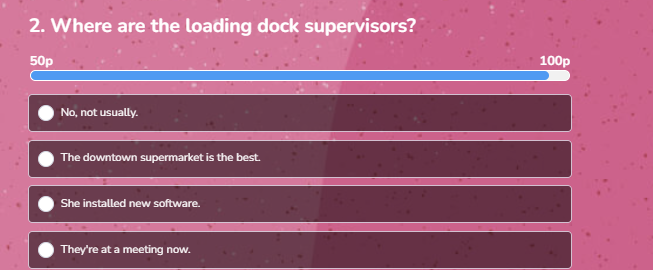 2. Where are the loading dock supervisors?
50p 100p
No, not usually.
The downtown supermarket is the best.
She installed new software.
They're at a meeting now.